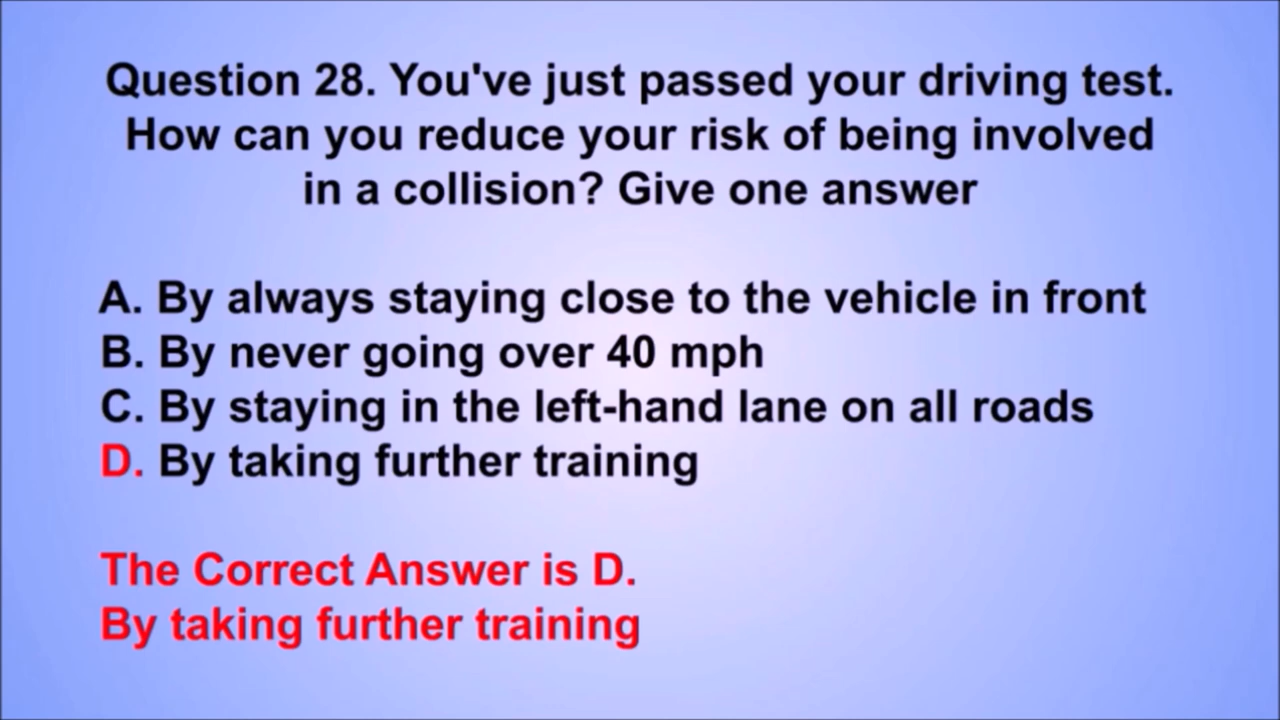 Question 28. You've just passed your driving test.
How can you reduce your risk of being involved
in a collision? Give one answer
A. By always staying close to the vehicle in front
B. By never going over 40 mph
C. By staying in the left-hand lane on all roads
D. By taking further training
The Correct Answer is D.
By taking further training